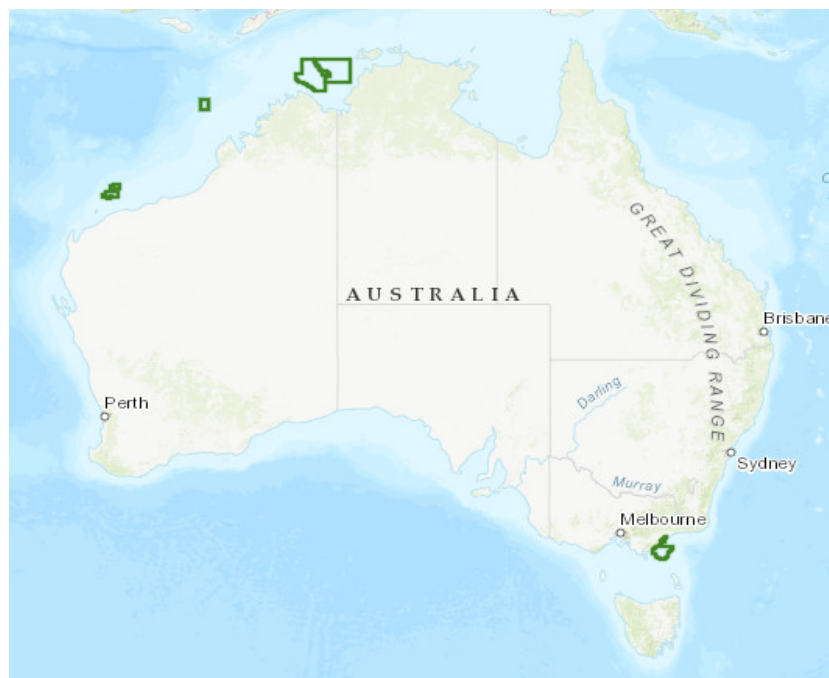 GREAT DIVIDING RANGE
AUSTRALIA
Brisbane
Darling
Perth
Sydney
Murray
Melbourne